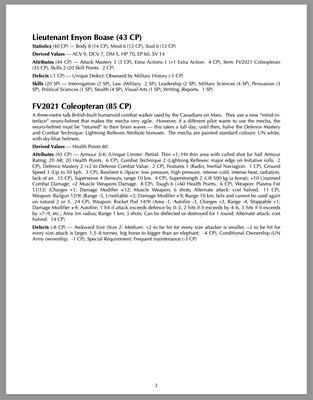 Lieutenant Enyon Boase (43 CP)
Statistics (40 CP) — Body 8 (16 CP), Mind 6 (12 CP), Soul 6 (12 CP)
Derived Values — ACV 9, DCV 7, DM 5, HP 70, EP 60, SV 14
Attributes (44 CP) — Attack Mastery 3 (3 CP), Extra Actions 1 (+1 Extra Action. 4 CP), Item: FV2021 Coleopteran
(35 CP), Skills 2 (20 Skill Points. 2 CP)
Defects (-1 CP) — Unique Defect: Obsessed by Military History (-1 CP)
Skills (20 SP) — Interrogation (2 SP), Law (Military. 2 SP), Leadership (2 SP), Military Sciences (4 SP), Persuasion (3
SP), Political Sciences (1 SP), Stealth (4 SP), Visual Arts (1 SP), Writing (Reports. 1 SP)
FV2021 Coleopteran (85 CP)
A three-metre talk British-built humanoid combat walker used by the Canadians on Mars. They use a new "mind-in-
terface" neuro-helmet that makes the mecha very agile. However, if a different pilot wants to use the mecha, the
neuro-helmet must be "retuned" to their brain waves — this takes a full day; until then, halve the Defence Mastery
and Combat Technique: Lightning Reflexes Attribute bonuses. The mecha are painted standard colours: UN white,
with sky-blue helmets.
Derived Values — Health Points 80
Attributes (93 CP) — Armour 3(4) (Unique Limiter: Partial: Thin +1; Hit thin area with called shot for half Armour
Rating; 20 AR; 20 Health Points. 6 CP), Combat Technique 2 (Lightning Reflexes: major edge on Initiative rolls. 2
CP), Defence Mastery 2 (+2 to Defence Combat Value. 2 CP), Features 1 (Radio, Inertial Navigation. 1 CP), Ground
Speed 3 (Up to 50 kph. 3 CP), Resilient 6 (Space: low pressure, high pressure, intense cold, intense heat, radiation,
lack of air. 12 CP), Supersense 4 (Sensors, range 10 km. 4 CP), Superstrength 2 (Lift 500 kg (a horse); +10 Unarmed
Combat Damage; +2 Muscle Weapons Damage. 8 CP), Tough 6 (+60 Health Points. 6 CP), Weapon: Plasma Fist
11(12) (Charges +1; Damage Modifier ×12; Muscle Weapon; 6 shots; Alternate attack: cost halved. 11 CP),
Weapon: Railgun 12(9) (Range -5, Unreliable +2; Damage Modifier ×9; Range 10 km; fails and cannot be used again
on natural 2 or 3. 24 CP), Weapon: Rocket Pod 14(9) (Area -1, Autofire -3, Charges +2, Range -4, Stoppable +1;
Damage Modifier ×9; Autofire: 1 hit if attack exceeds defence by 0–3, 2 hits if it exceeds by 4–6, 3 hits if it exceeds
by >7–9, etc.; Area 3m radius; Range 1 km; 3 shots; Can be deflected or destroyed for 1 round; Alternate attack: cost
halved. 14 CP)
Defects (-8 CP) — Awkward Size (2 Size: Medium: +2 to be hit for every size attacker is smaller, –2 to be hit for
every size attack is larger, 1.5–8 tonnes, big horse to bigger than an elephant. -4 CP), Conditional Ownership (UN
Army ownership. -1 CP), Special Requirement: Frequent maintenance (-3 CP)
2